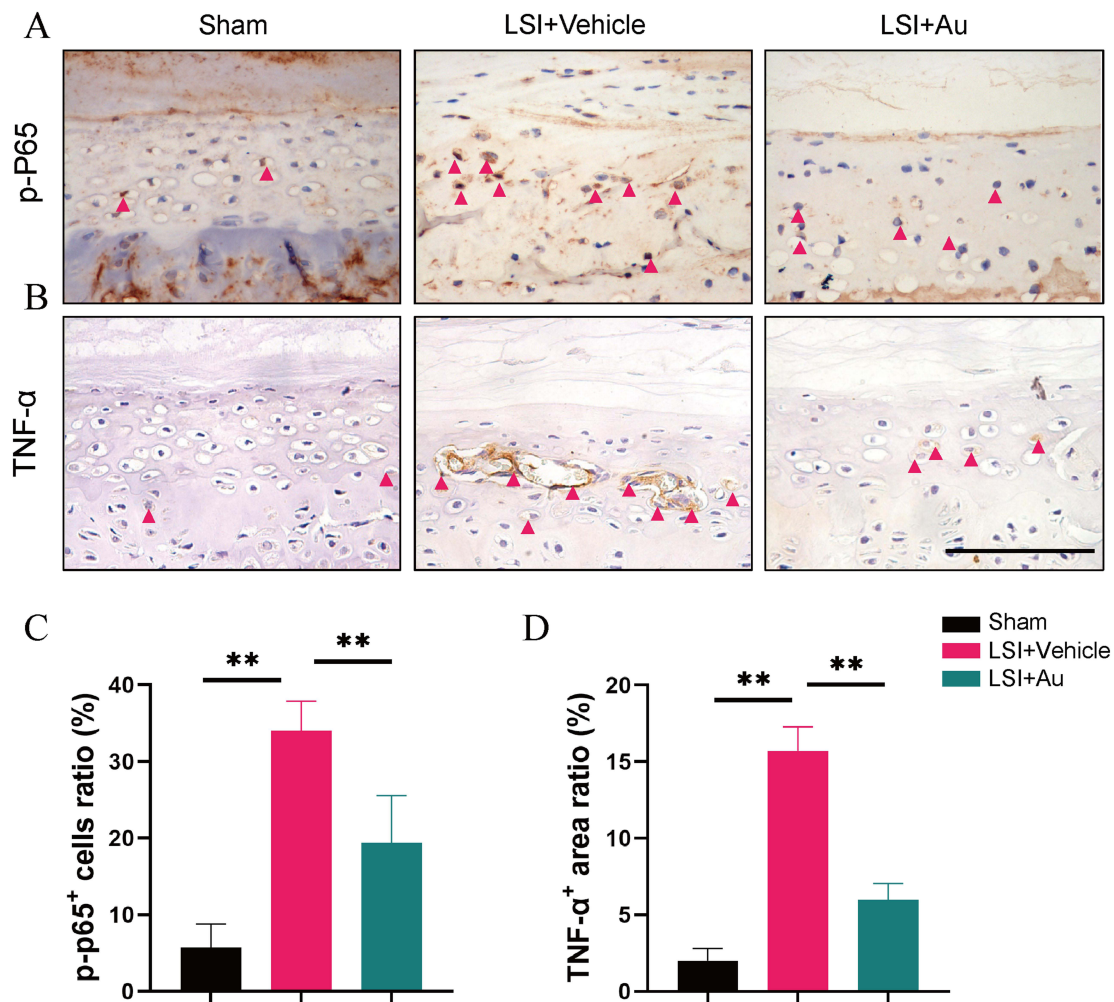 A
Sham
LSI+Vehicle
LSI+Au
p-P65
B
TNF-α
C
D
Sham
LSI+Vehicle
LSI+Au
**
**
**
**
p-p65+ cells ratio (%)
40
30
20
10
0
TNF-α+ area ratio (%)
20
15
10
5
0